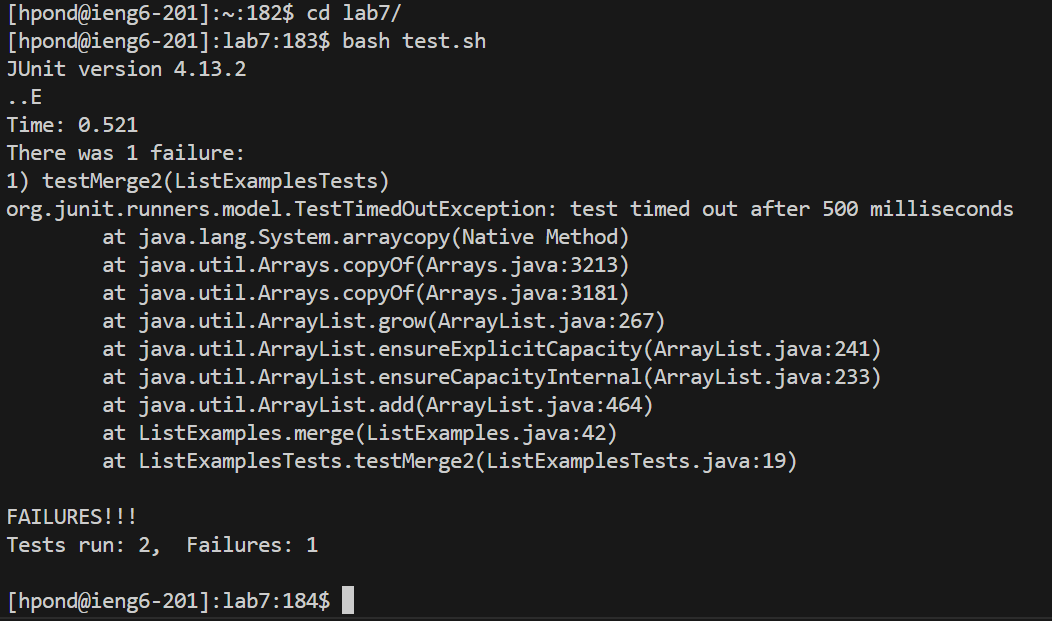 [hpond@ieng6-201]:~:182$ cd lab7/
[hpond@ieng6-201]:lab7:183$ bash test.sh
JUnit version 4.13.2
..E
Time: 0.521
There was 1 failure:
1) testMerge2(ListExamplesTests)
org.junit.runners.model.TestTimedOutException: test timed out after 500 milliseconds
        at java.lang.System.arraycopy(Native Method)
        at java.util.Arrays.copyOf(Arrays.java:3213)
        at java.util.Arrays.copyOf(Arrays.java:3181)
        at java.util.ArrayList.grow(ArrayList.java:267)
        at java.util.ArrayList.ensureExplicitCapacity(ArrayList.java:241)
        at java.util.ArrayList.ensureCapacityInternal(ArrayList.java:233)
        at java.util.ArrayList.add(ArrayList.java:464)
        at ListExamples.merge(ListExamples.java:42)
        at ListExamplesTests.testMerge2(ListExamplesTests.java:19)

FAILURES!!!
Tests run: 2,  Failures: 1

[hpond@ieng6-201]:lab7:184$